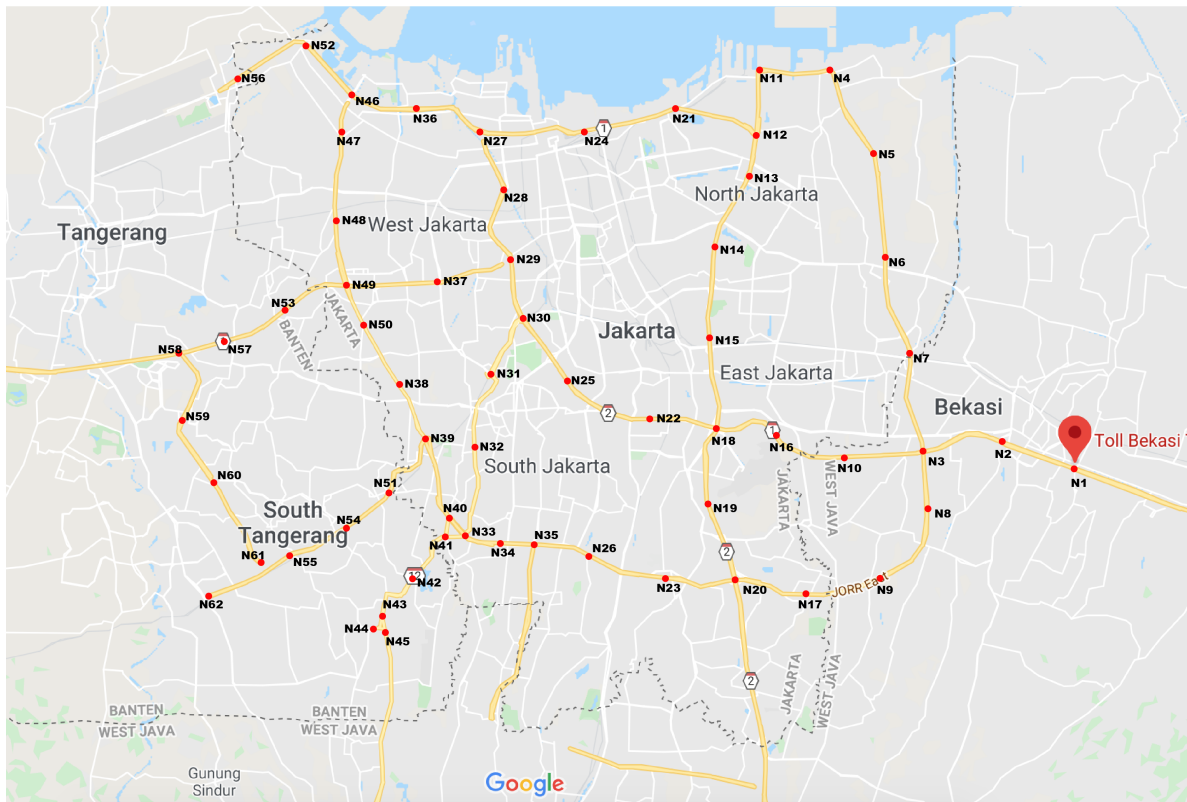 N52
N56
N46
N36
N47
N27
N24
1
N21
N11
N4
N12
N5
N13
North Jakarta
N28
N48
West Jakarta
Tangerang
N14
N6
N29
N37
N49
N53
JAKARTA
BANTEN
N50
N30
Jakarta
N15
N57
N58
N7
N31
N38
N25
East Jakarta
2
N22
N59
Bekasi
N18
1
N16
N39
N32
N2
Toll Bekasi
N3
N10
South Jakarta
N1
N60
N51
JAKARTA
WEST JAVA
South
Tangerang
N54
N40
N19
N8
N33
N41
N34
N35
N26
2
N61
N55
12
N42
N23
N20
N17
JORR East
N9
N62
N43
N44
N45
2
JAKARTA
WEST JAVA
BANTEN
WEST JAVA
BANTEN
WEST JAVA
Gunung
Sindur
Google